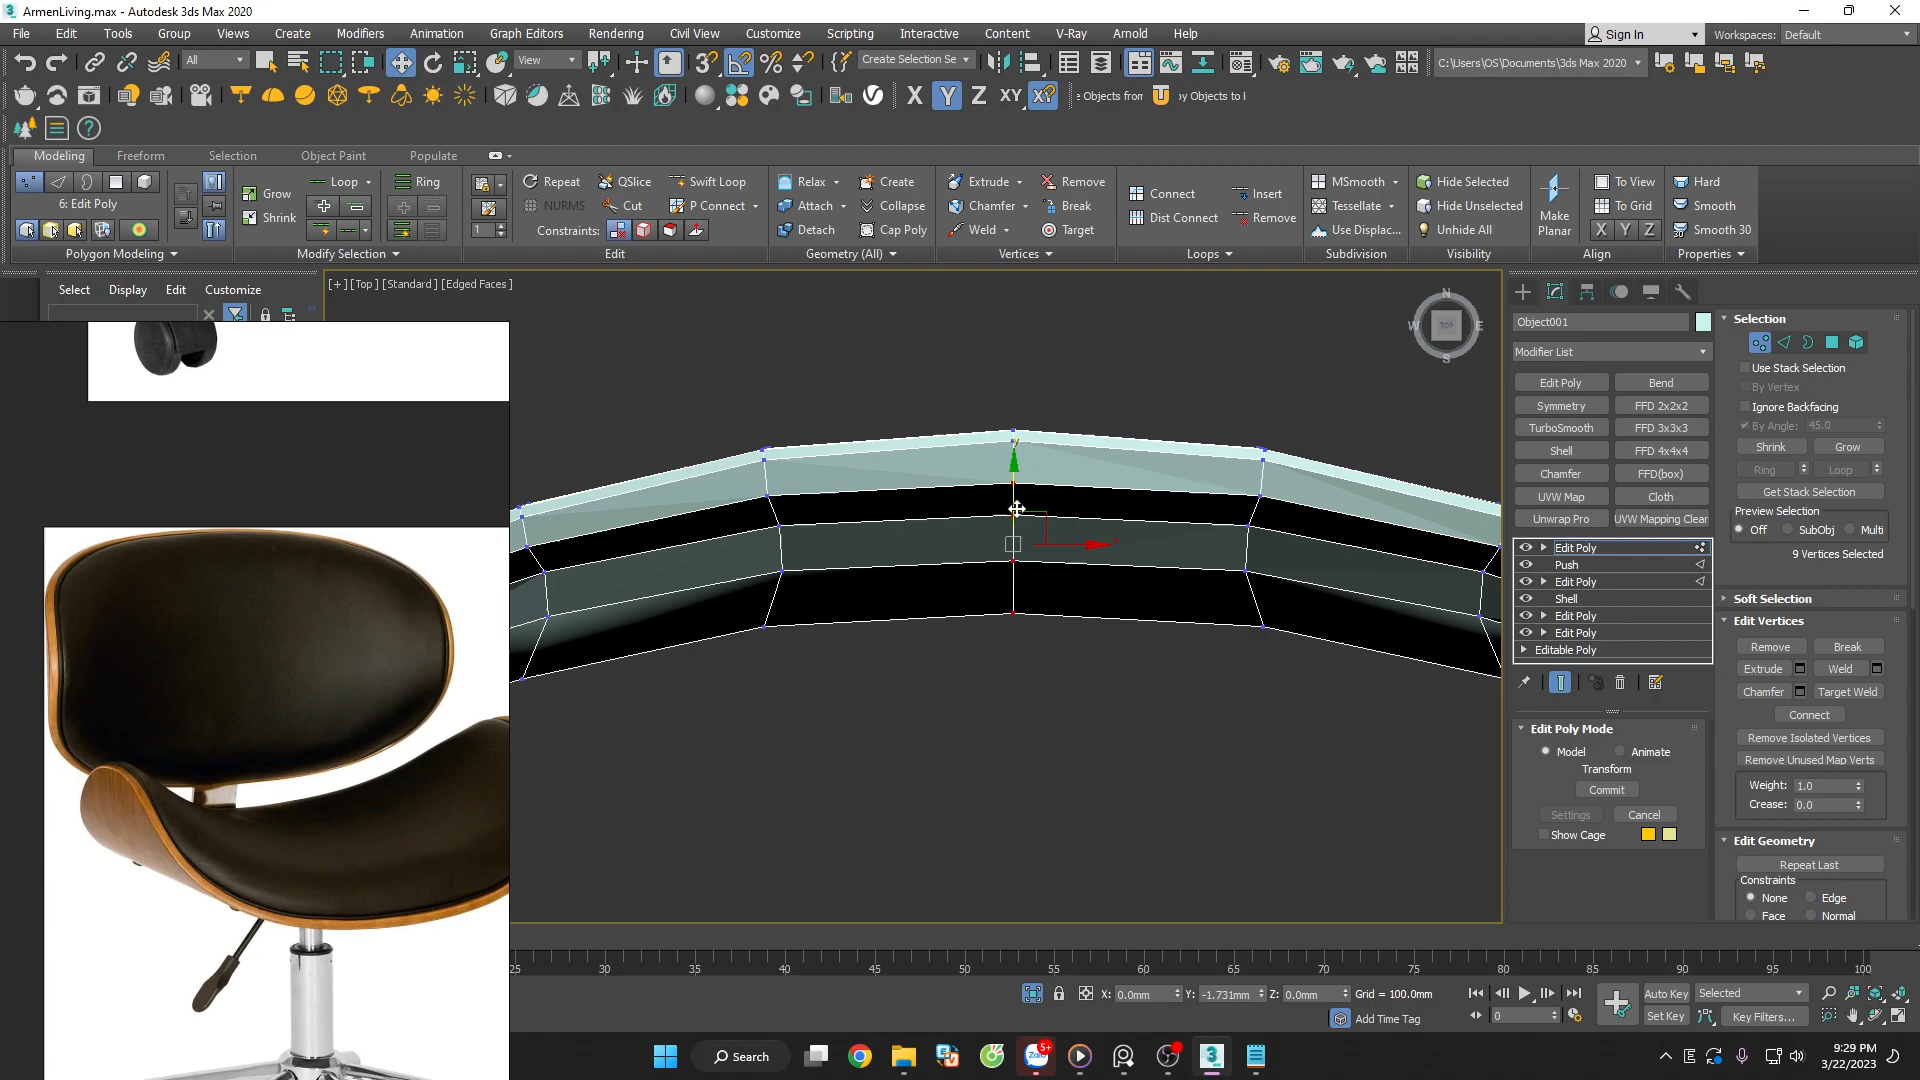 ArmenLiving.max - Autodesk 3ds Max 2020
File Edit Tools Group Views Create Modifiers Animation Graph Editors Rendering Civil View Customize Scripting Interactive Content V-Ray Arnold Help
Sign In Workspaces: Default
All View Create Selection Se C:\Users\OS\Documents\3ds Max 2020
X Y Z XY XY e Objects from by Objects to l
Modeling Freeform Selection Object Paint Populate
Loop Ring Repeat QSlice Swift Loop Relax Create Extrude Remove Connect Insert MSmooth Hide Selected To View Hard
6: Edit Poly Grow NURMS Cut P Connect Attach Collapse Chamfer Break Dist Connect Remove Tessellate Hide Unselected Make Planar To Grid Smooth
Shrink 1 Constraints: Detach Cap Poly Weld Target Use Displac... Unhide All X Y Z Smooth 30
Polygon Modeling Modify Selection Edit Geometry (All) Vertices Loops Subdivision Visibility Align Properties
Select Display Edit Customize
[+] [Top] [Standard] [Edged Faces]
N
W TOP E
S
Object001
Modifier List
Edit Poly Bend
Symmetry FFD 2x2x2
TurboSmooth FFD 3x3x3
Shell FFD 4x4x4
Chamfer FFD(box)
UVW Map Cloth
Unwrap Pro UVW Mapping Clear
Edit Poly
Push
Edit Poly
Shell
Edit Poly
Edit Poly
Editable Poly
Edit Poly Mode
Model Animate
Transform
Commit
Settings Cancel
Show Cage
Selection
Use Stack Selection
By Vertex
Ignore Backfacing
By Angle: 45.0
Shrink Grow
Ring Loop
Get Stack Selection
Preview Selection
Off SubObj Multi
9 Vertices Selected
Soft Selection
Edit Vertices
Remove Break
Extrude Weld
Chamfer Target Weld
Connect
Remove Isolated Vertices
Remove Unused Map Verts
Weight: 1.0
Crease: 0.0
Edit Geometry
Repeat Last
Constraints
None Edge
Face Normal
25 30 35 40 45 50 55 60 65 70 75 80 85 90 95 100
X: 0.0mm Y: -1.731mm Z: 0.0mm Grid = 100.0mm
Add Time Tag
0
Auto Key Selected
Set Key Key Filters...
Search
Zalo 5+
3
E
9:29 PM
3/22/2023